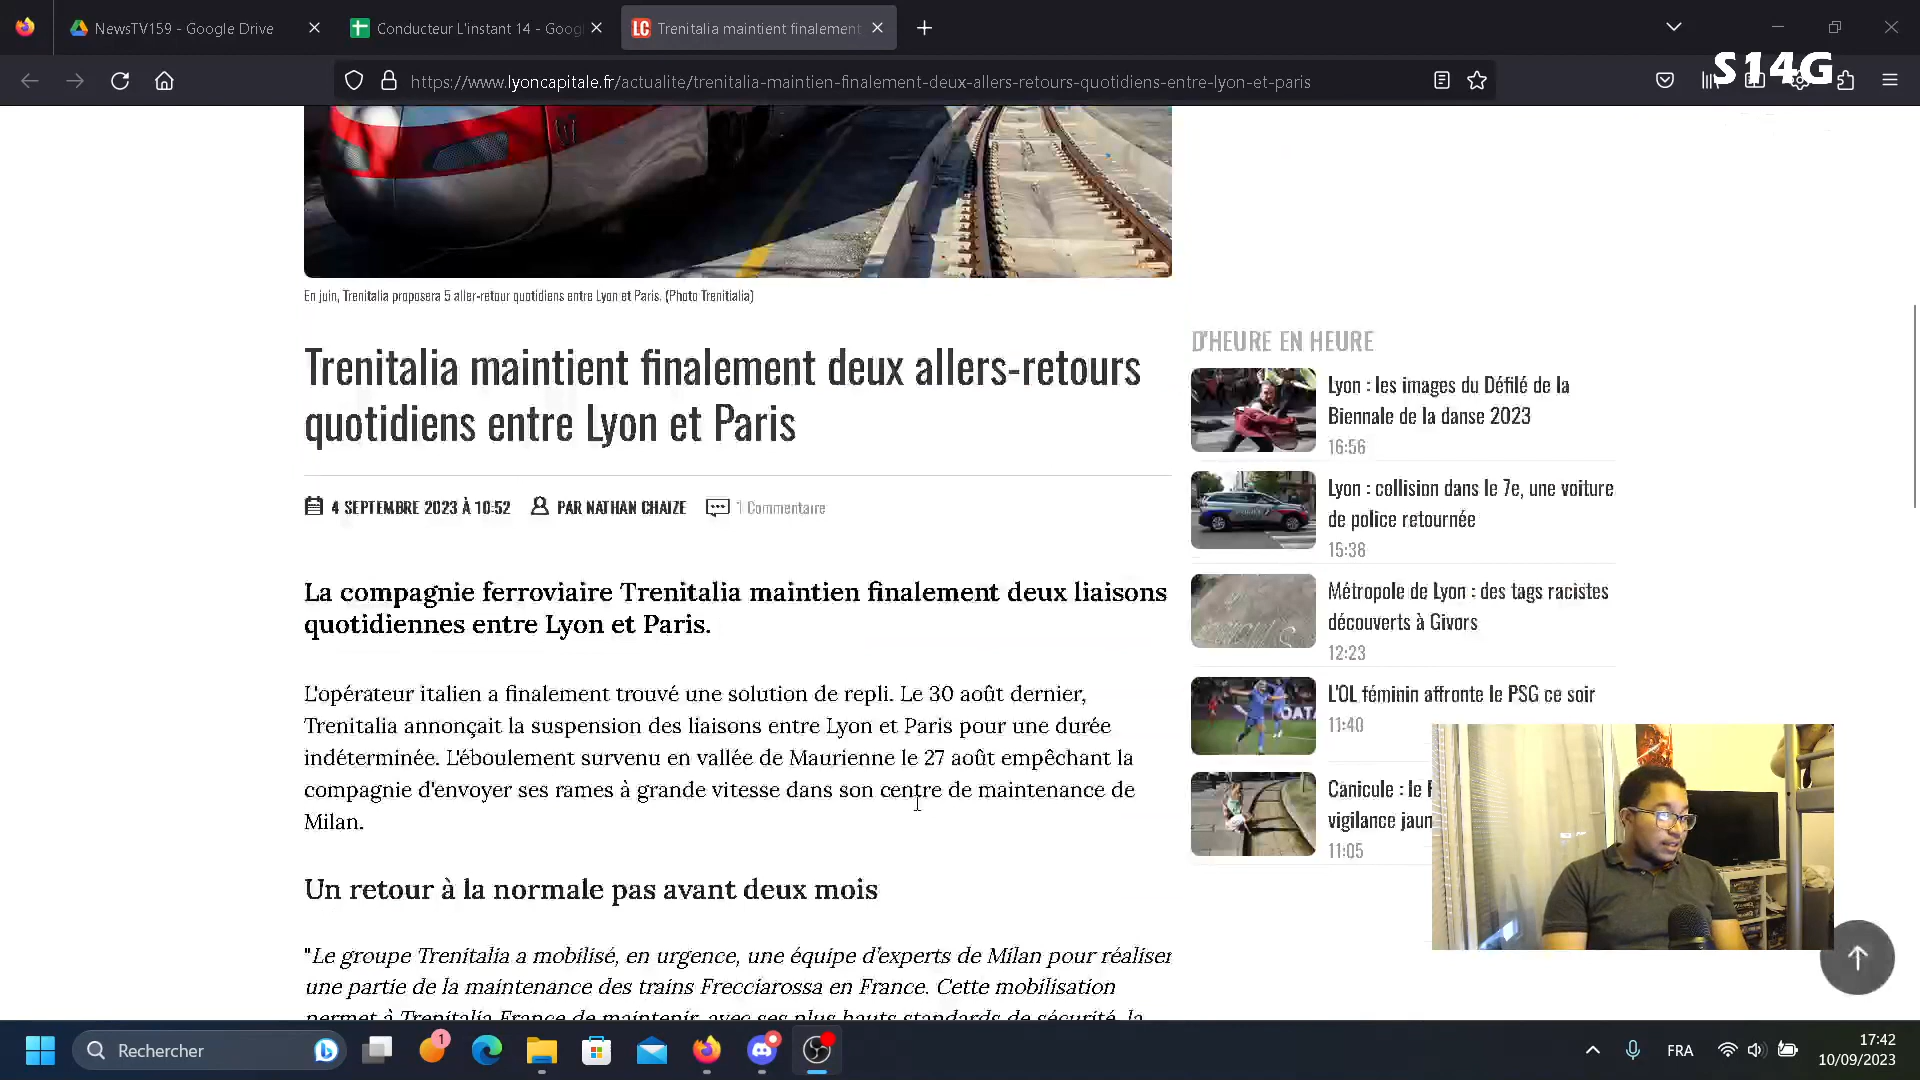 NewsTV159 - Google Drive
Conducteur L'instant 14 - Goog
LC Trenitalia maintient finalement
S14G
https://www.lyoncapitale.fr/actualite/trenitalia-maintien-finalement-deux-allers-retours-quotidiens-entre-lyon-et-paris
En juin, Trenitalia proposera 5 aller-retour quotidiens entre Lyon et Paris. (Photo Trenitialia)
Trenitalia maintient finalement deux allers-retours
quotidiens entre Lyon et Paris
4 SEPTEMBRE 2023 À 10:52 PAR NATHAN CHAIZE 1 Commentaire
La compagnie ferroviaire Trenitalia maintien finalement deux liaisons
quotidiennes entre Lyon et Paris.
L'opérateur italien a finalement trouvé une solution de repli. Le 30 août dernier,
Trenitalia annonçait la suspension des liaisons entre Lyon et Paris pour une durée
indéterminée. L'éboulement survenu en vallée de Maurienne le 27 août empêchant la
compagnie d'envoyer ses rames à grande vitesse dans son centre de maintenance de
Milan.
Un retour à la normale pas avant deux mois
"Le groupe Trenitalia a mobilisé, en urgence, une équipe d'experts de Milan pour réaliser
une partie de la maintenance des trains Frecciarossa en France. Cette mobilisation
permet à Trenitalia France de maintenir, avec ses plus hauts standards de sécurité, la
D'HEURE EN HEURE
Lyon : les images du Défilé de la
Biennale de la danse 2023
16:56
Lyon : collision dans le 7e, une voiture
de police retournée
15:38
Métropole de Lyon : des tags racistes
découverts à Givors
12:23
L'OL féminin affronte le PSG ce soir
11:40
Canicule : le
vigilance jaun
11:05
Rechercher
1
FRA
17:42
10/09/2023